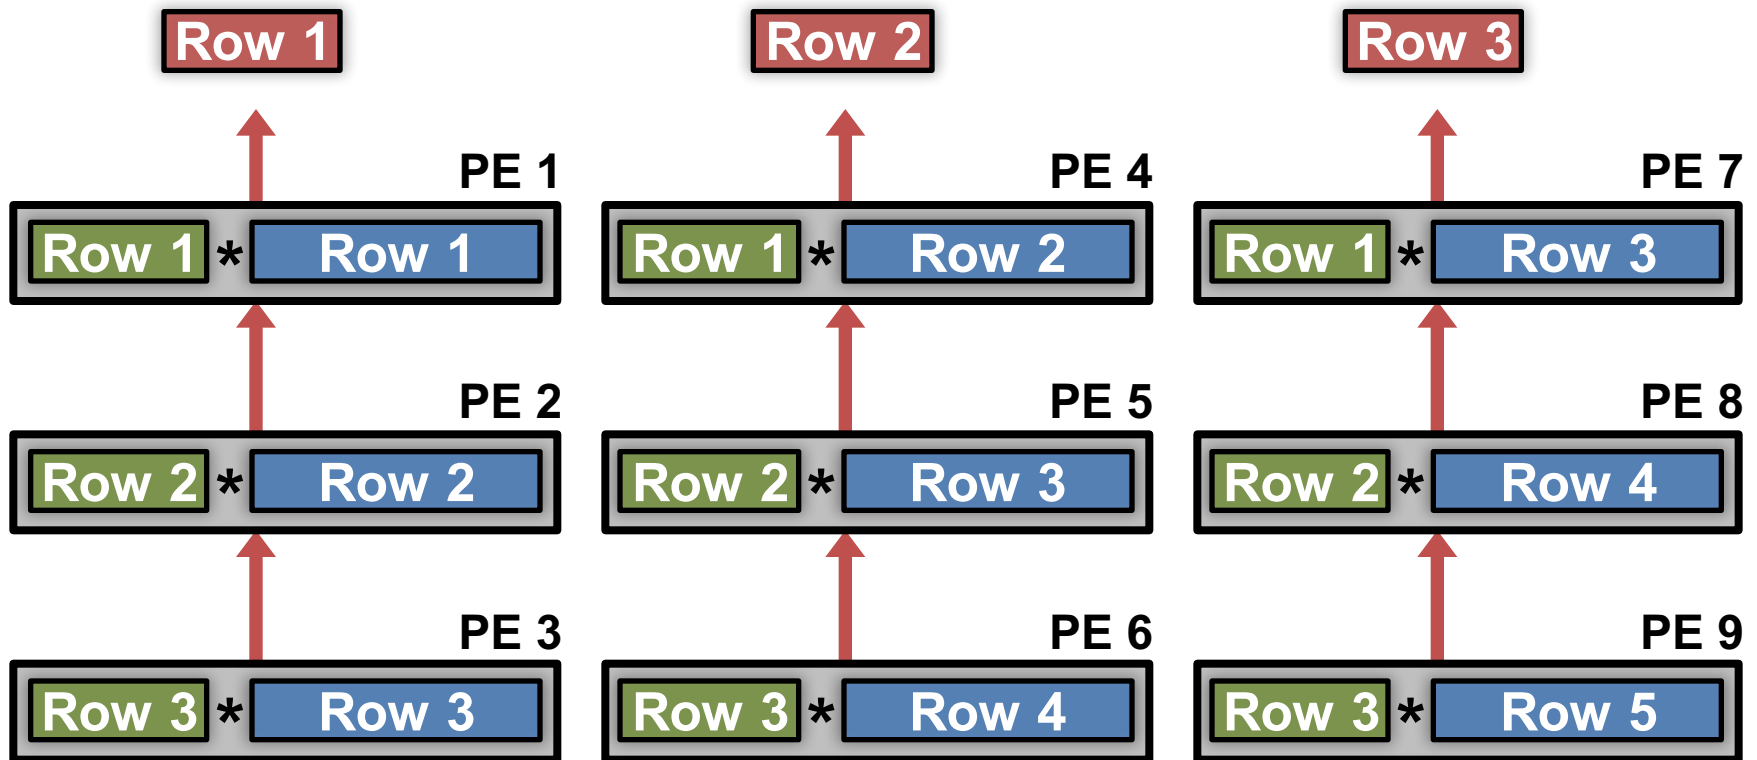 Row 1 Row 2 Row 3
PE 1 PE 4 PE 7
Row 1 * Row 1 Row 1 * Row 2 Row 1 * Row 3
PE 2 PE 5 PE 8
Row 2 * Row 2 Row 2 * Row 3 Row 2 * Row 4
PE 3 PE 6 PE 9
Row 3 * Row 3 Row 3 * Row 4 Row 3 * Row 5